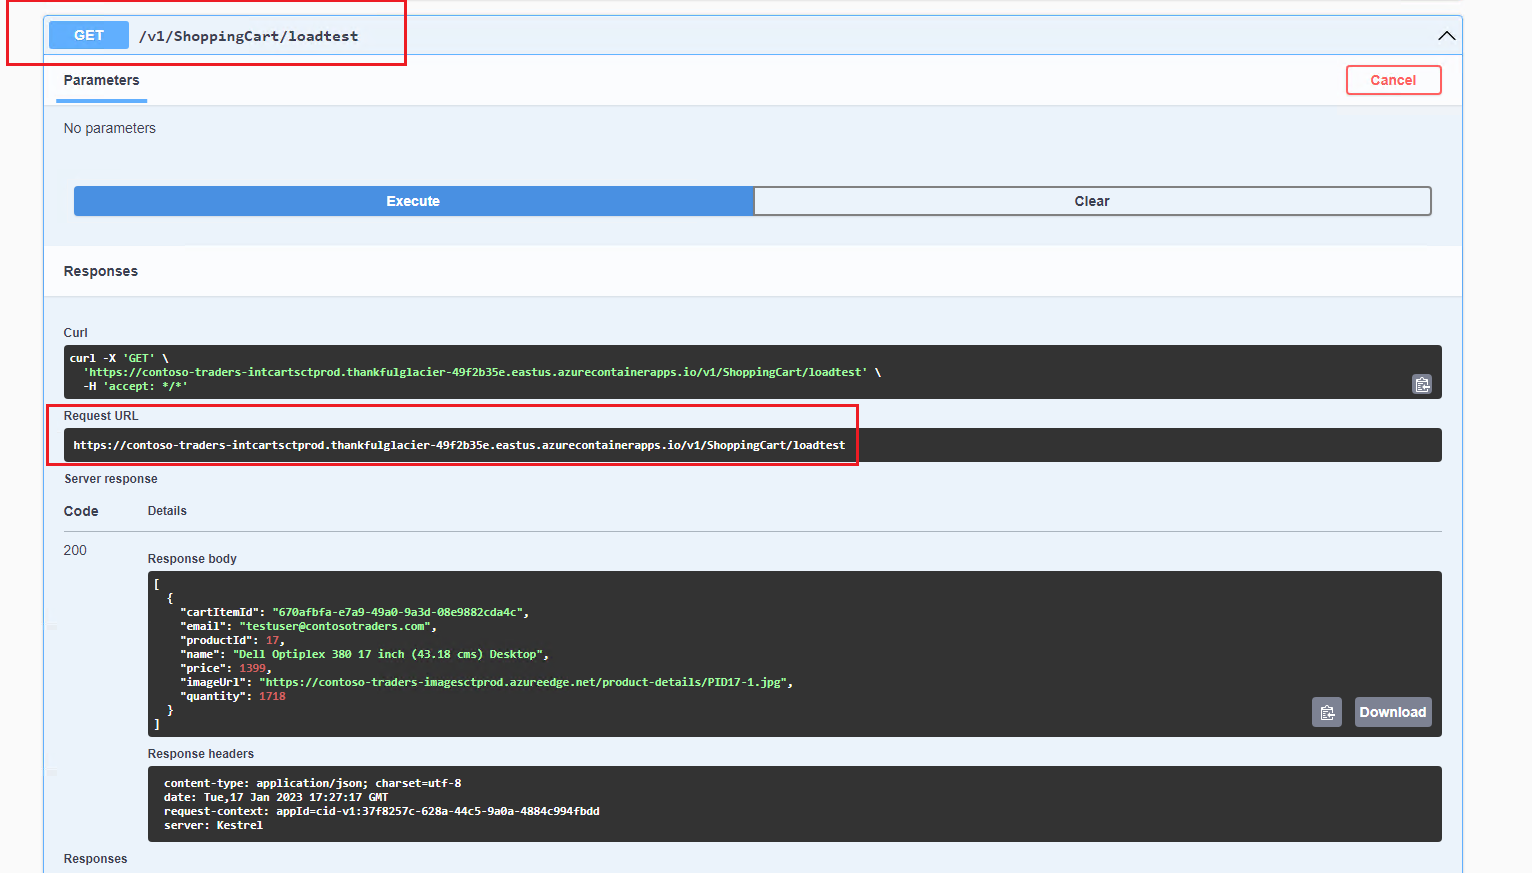 GET /v1/ShoppingCart/loadtest
Parameters
Cancel
No parameters
Execute
Clear
Responses
Curl
curl -X 'GET' \
'https://contoso-traders-intcartsctprod.thankfulglacier-49f2b35e.eastus.azurecontainerapps.io/v1/ShoppingCart/loadtest' \
-H 'accept: */*'
Request URL
https://contoso-traders-intcartsctprod.thankfulglacier-49f2b35e.eastus.azurecontainerapps.io/v1/ShoppingCart/loadtest
Server response
Code Details
200
Response body
[
{
"cartItemId": "670afbfa-e7a9-49a0-9a3d-08e9882cda4c",
"email": "testuser@contosotraders.com",
"productId": 17,
"name": "Dell Optiplex 380 17 inch (43.18 cms) Desktop",
"price": 1399,
"imageUrl": "https://contoso-traders-imagesctprod.azureedge.net/product-details/PID17-1.jpg",
"quantity": 1718
}
]
Download
Response headers
content-type: application/json; charset=utf-8
date: Tue,17 Jan 2023 17:27:17 GMT
request-context: appId=cid-v1:37f8257c-628a-44c5-9a0a-4884c994fbdd
server: Kestrel
Responses